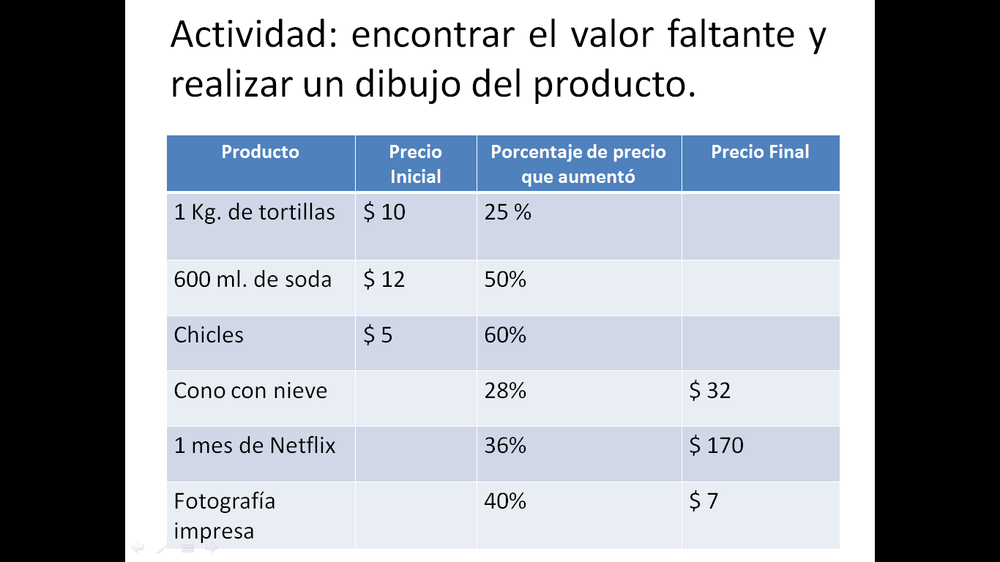 Actividad: encontrar el valor faltante y
realizar un dibujo del producto.
Producto Precio Inicial Porcentaje de precio que aumentó Precio Final
1 Kg. de tortillas $ 10 25 %
600 ml. de soda $ 12 50%
Chicles $ 5 60%
Cono con nieve 28% $ 32
1 mes de Netflix 36% $ 170
Fotografía impresa 40% $ 7